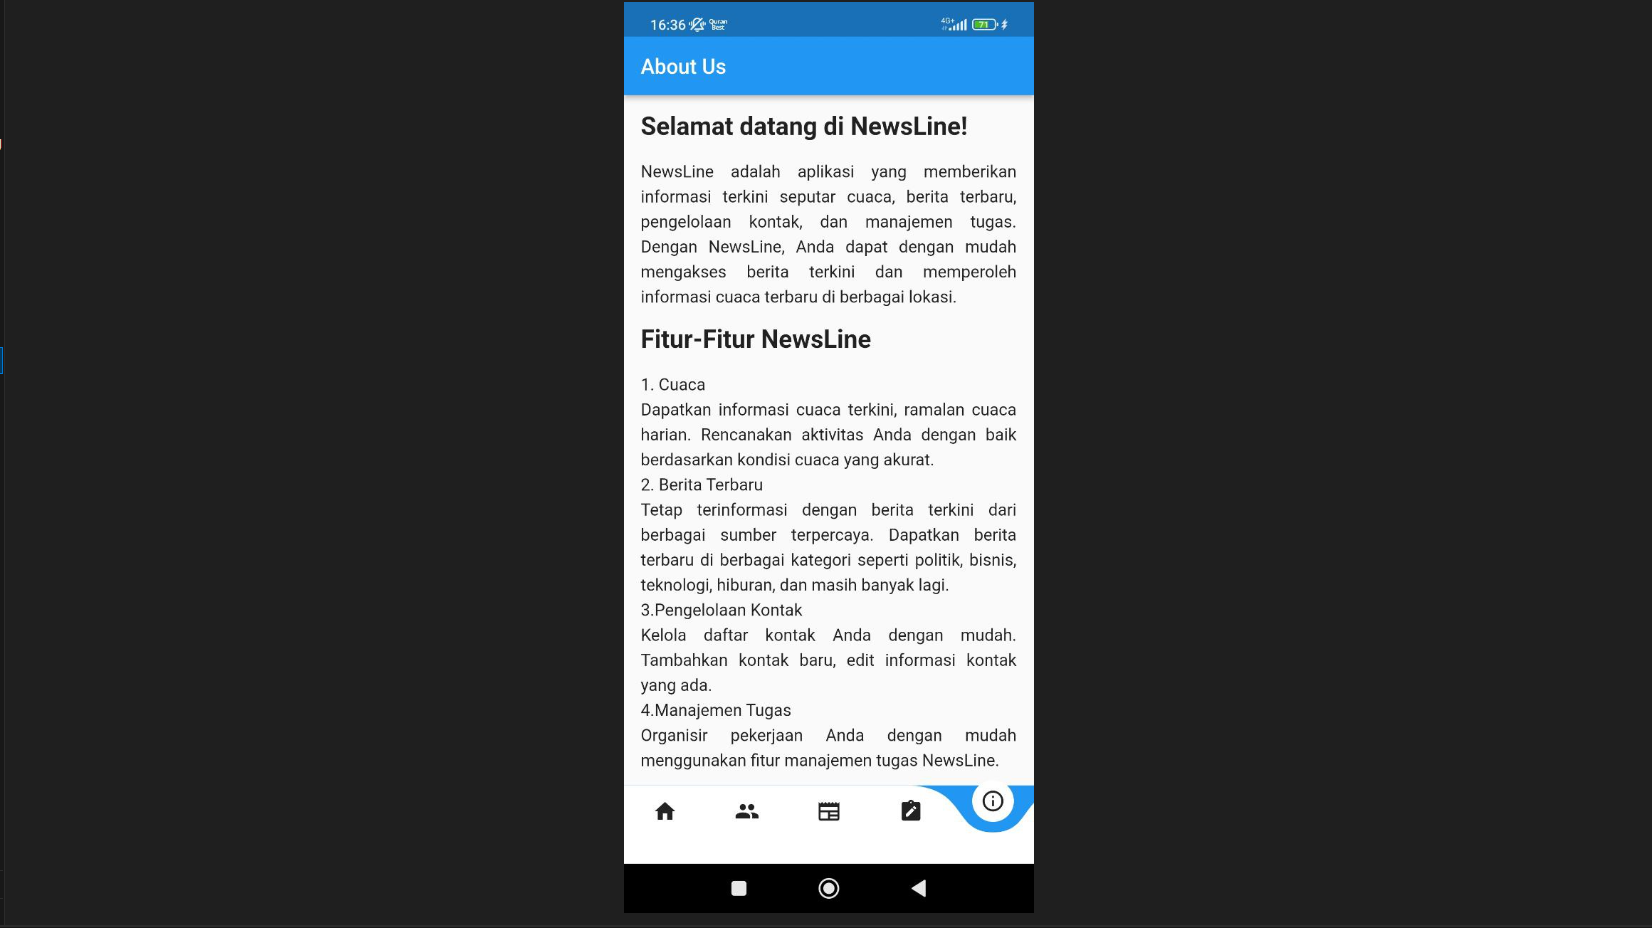 16:36 Quran Best 4G+ 71
About Us
Selamat datang di NewsLine!
NewsLine adalah aplikasi yang memberikan
informasi terkini seputar cuaca, berita terbaru,
pengelolaan kontak, dan manajemen tugas.
Dengan NewsLine, Anda dapat dengan mudah
mengakses berita terkini dan memperoleh
informasi cuaca terbaru di berbagai lokasi.
Fitur-Fitur NewsLine
1. Cuaca
Dapatkan informasi cuaca terkini, ramalan cuaca
harian. Rencanakan aktivitas Anda dengan baik
berdasarkan kondisi cuaca yang akurat.
2. Berita Terbaru
Tetap terinformasi dengan berita terkini dari
berbagai sumber terpercaya. Dapatkan berita
terbaru di berbagai kategori seperti politik, bisnis,
teknologi, hiburan, dan masih banyak lagi.
3.Pengelolaan Kontak
Kelola daftar kontak Anda dengan mudah.
Tambahkan kontak baru, edit informasi kontak
yang ada.
4.Manajemen Tugas
Organisir pekerjaan Anda dengan mudah
menggunakan fitur manajemen tugas NewsLine.